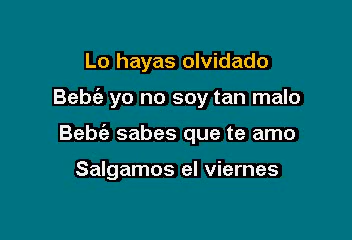 Lo hayas olvidado
Bebé yo no soy tan malo
Bebé sabes que te amo
Salgamos el viernes